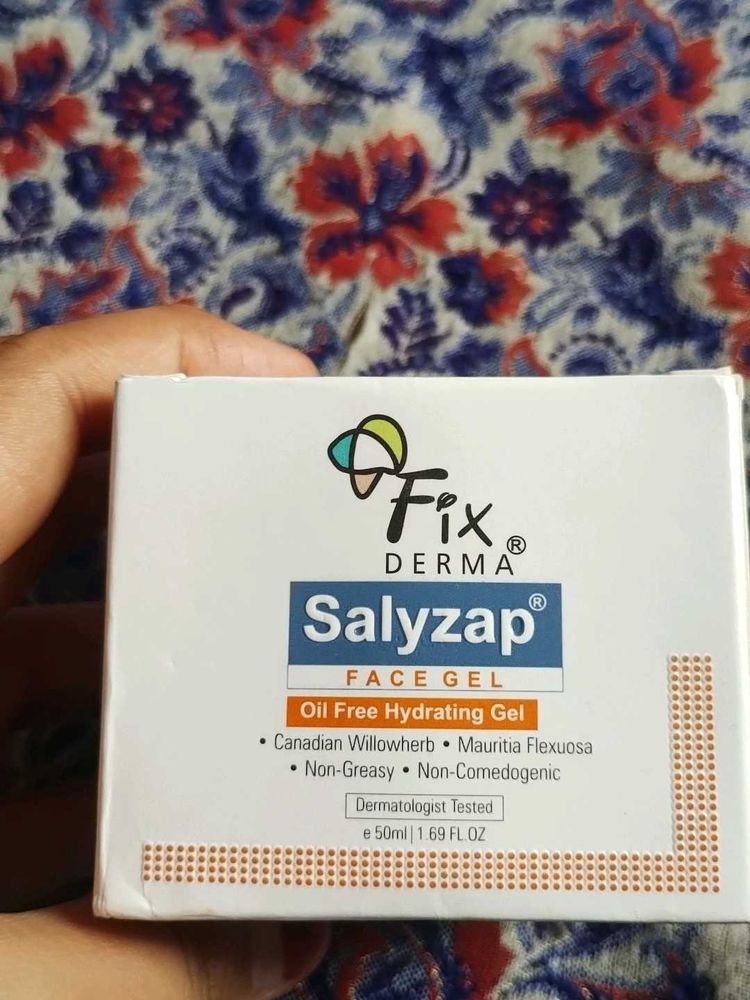 Fix
DERMA®
Salyzap®
FACE GEL
Oil Free Hydrating Gel
• Canadian Willowherb • Mauritia Flexuosa
• Non-Greasy • Non-Comedogenic
Dermatologist Tested
e 50ml | 1.69 FL.OZ